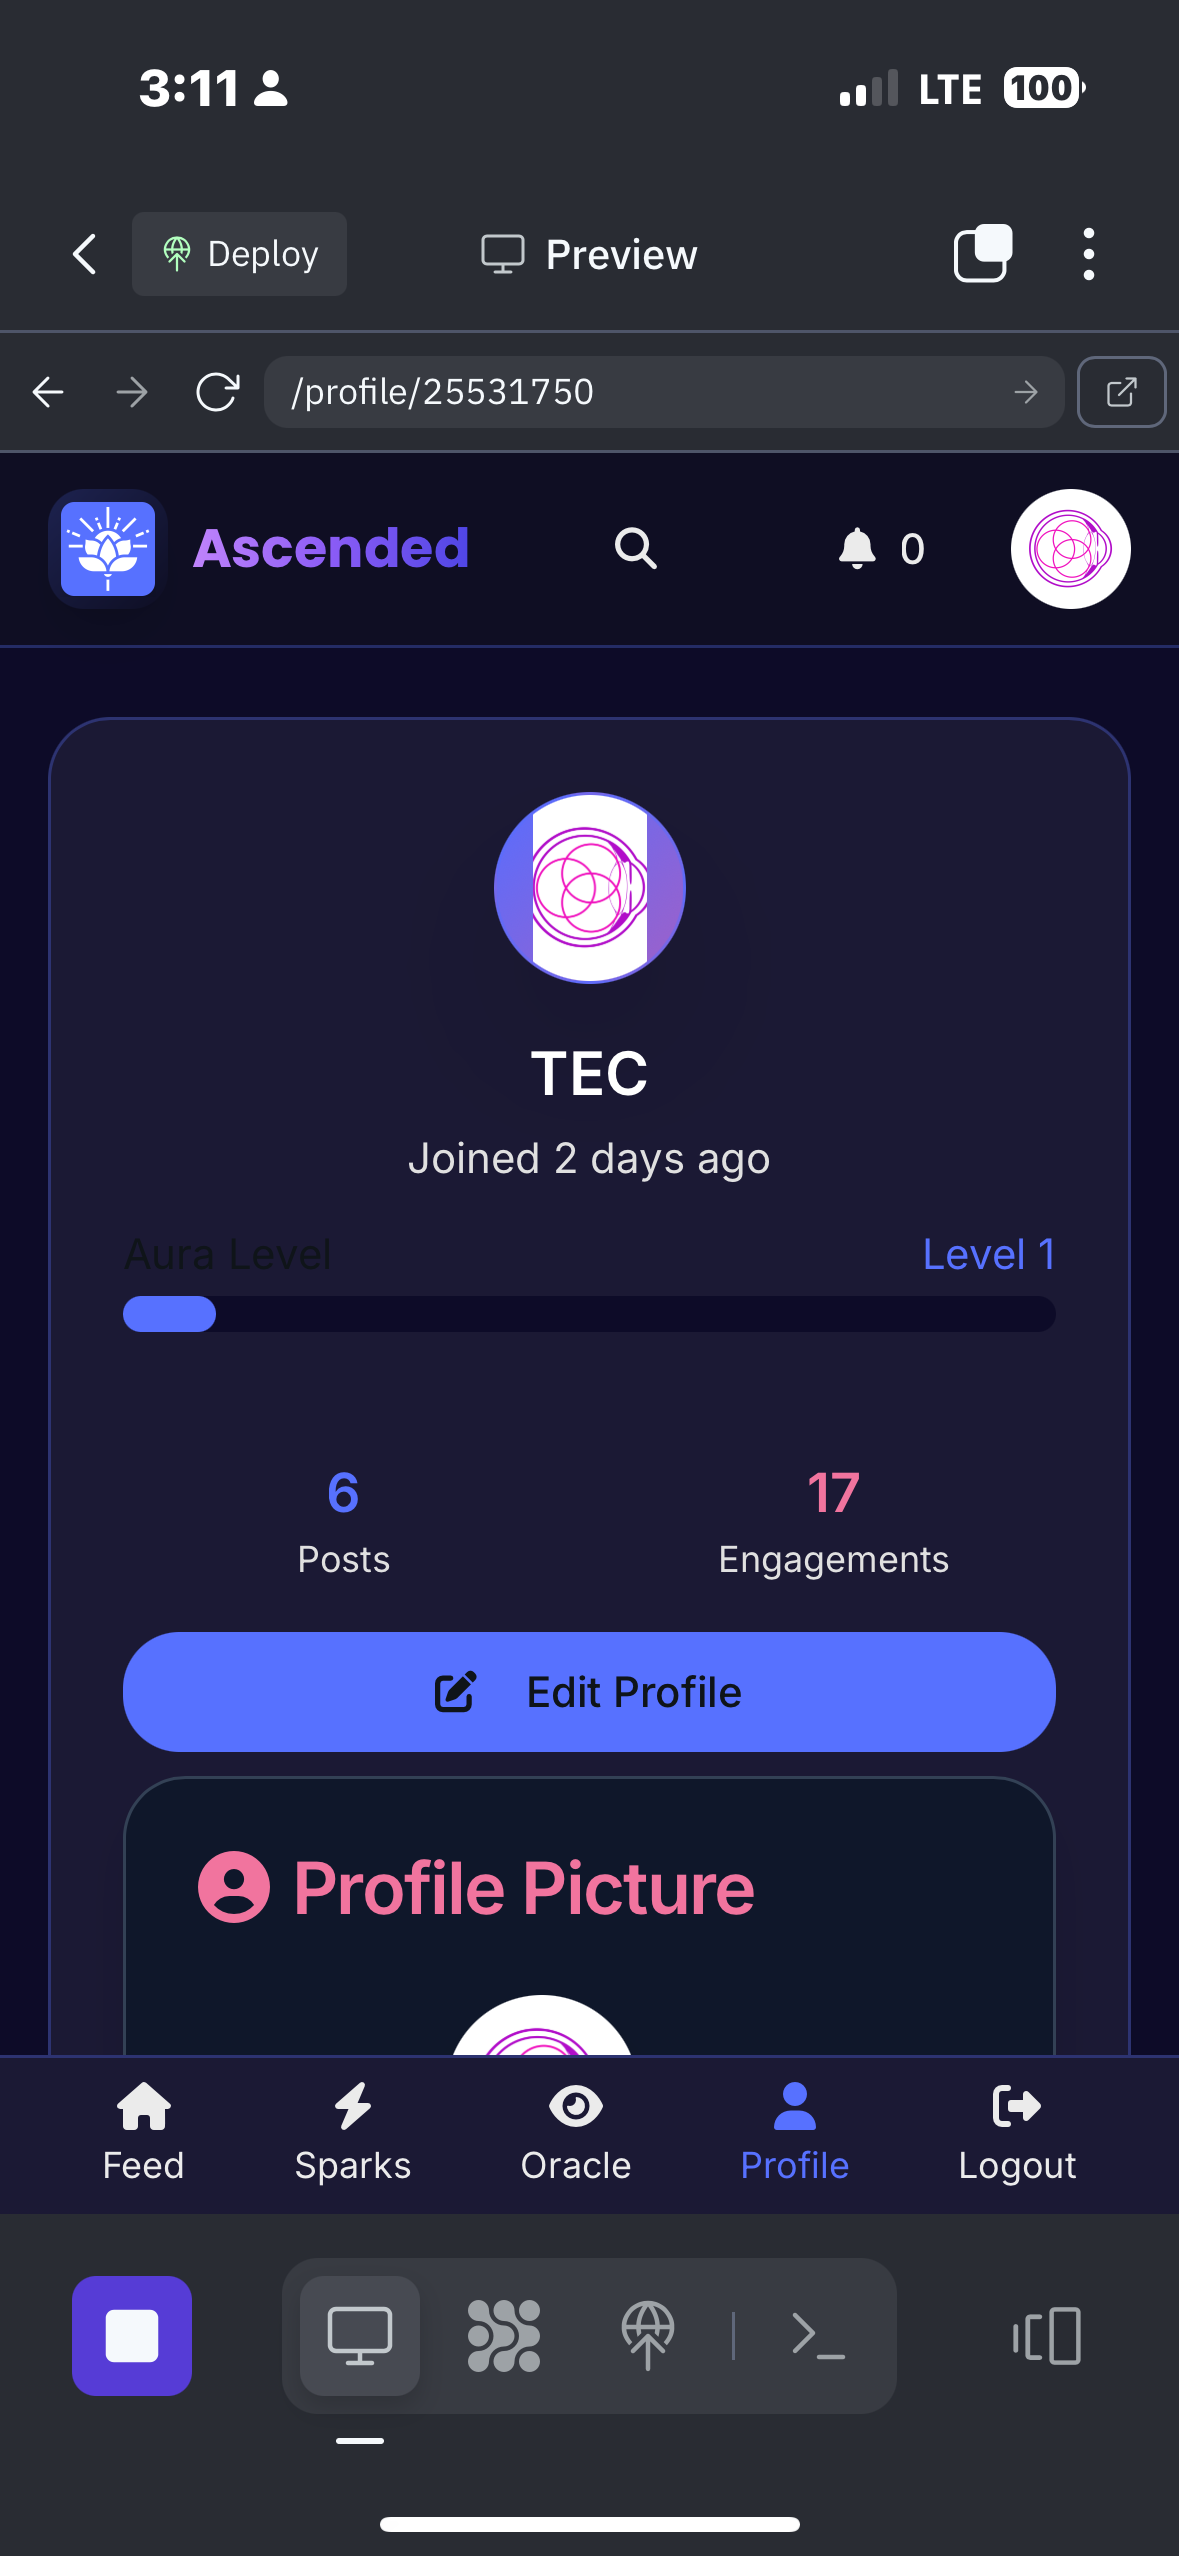 3:11
LTE 100
Deploy
Preview
/profile/25531750
Ascended
0
TEC
Joined 2 days ago
Aura Level
Level 1
6
17
Posts
Engagements
Edit Profile
Profile Picture
Feed
Sparks
Oracle
Profile
Logout